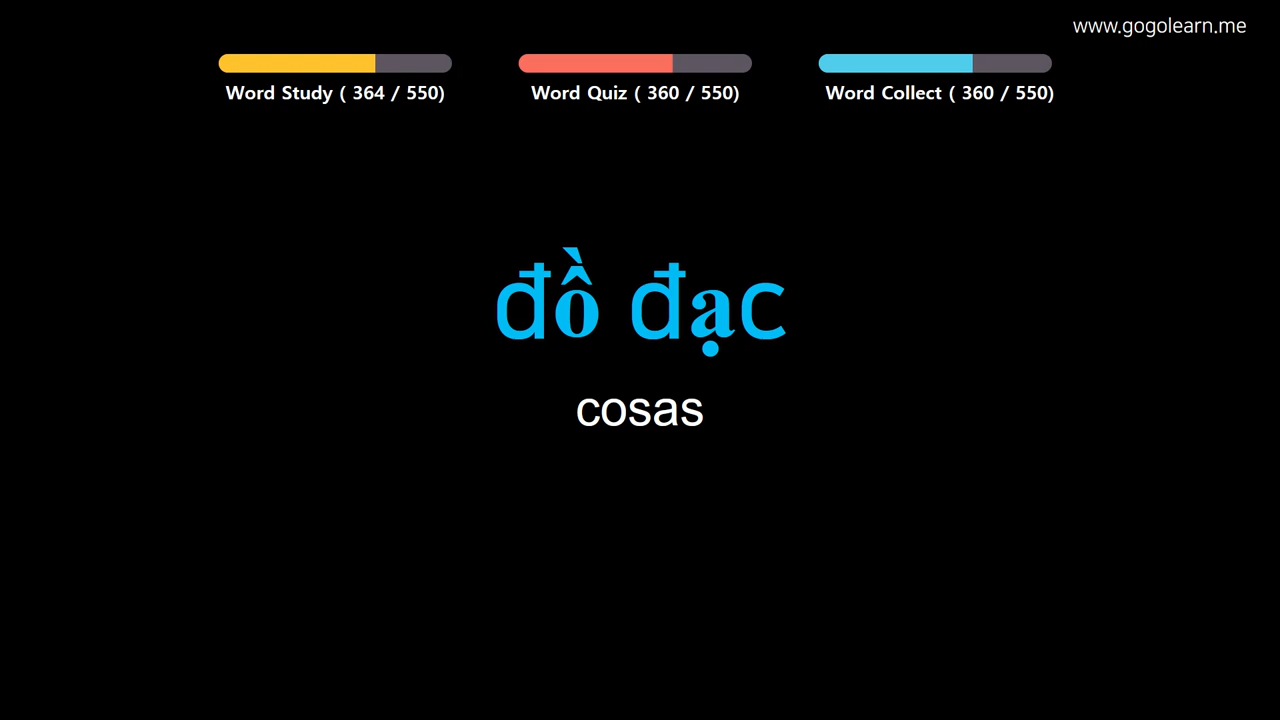 www.gogolearn.me
Word Study ( 364 / 550)
Word Quiz ( 360 / 550)
Word Collect ( 360 / 550)
đồ đạc
cosas